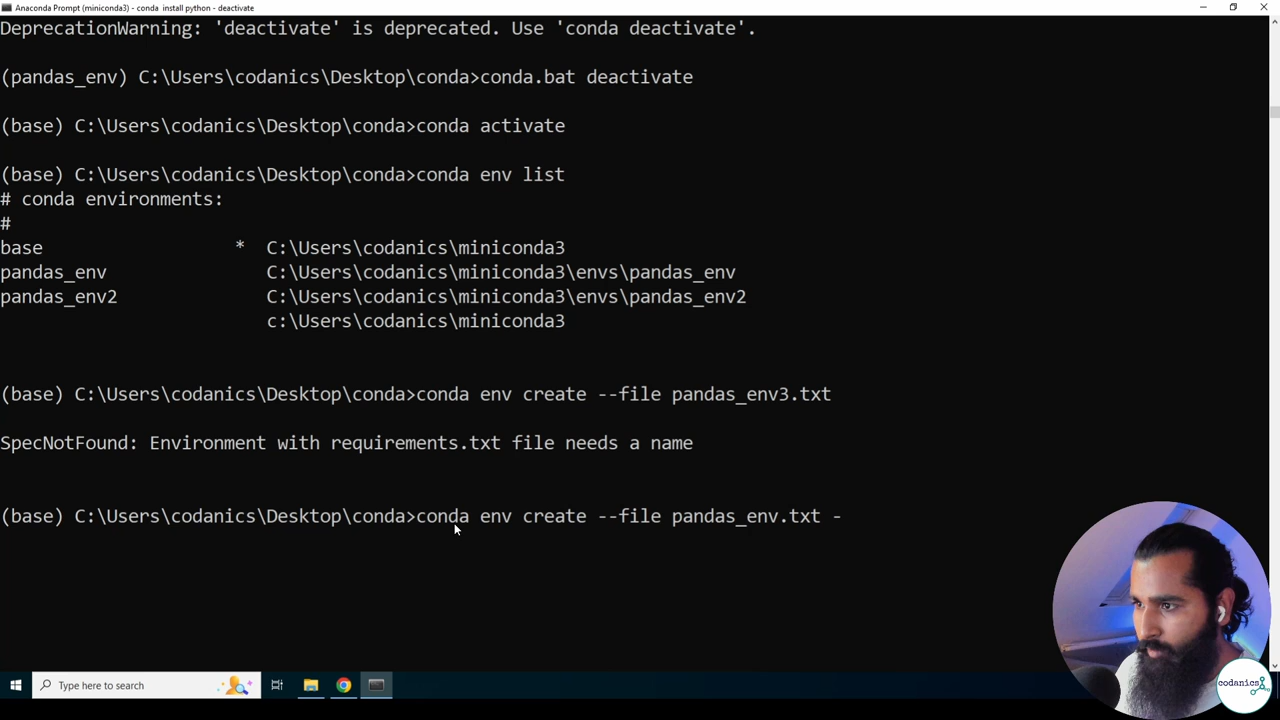 Anaconda Prompt (miniconda3) - conda install python - deactivate
DeprecationWarning: 'deactivate' is deprecated. Use 'conda deactivate'.
(pandas_env) C:\Users\codanics\Desktop\conda>conda.bat deactivate
(base) C:\Users\codanics\Desktop\conda>conda activate
(base) C:\Users\codanics\Desktop\conda>conda env list
# conda environments:
#
base * C:\Users\codanics\miniconda3
pandas_env C:\Users\codanics\miniconda3\envs\pandas_env
pandas_env2 C:\Users\codanics\miniconda3\envs\pandas_env2
c:\Users\codanics\miniconda3
(base) C:\Users\codanics\Desktop\conda>conda env create --file pandas_env3.txt
SpecNotFound: Environment with requirements.txt file needs a name
(base) C:\Users\codanics\Desktop\conda>conda env create --file pandas_env.txt -
Type here to search
codanics